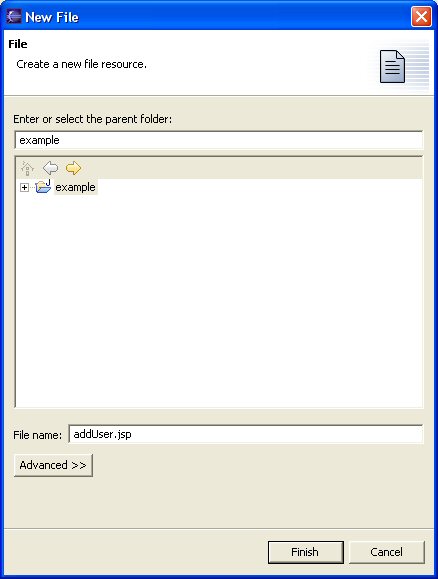 New File
File
Create a new file resource.
Enter or select the parent folder:
example
example
File name: addUser.jsp
Advanced >>
Finish Cancel